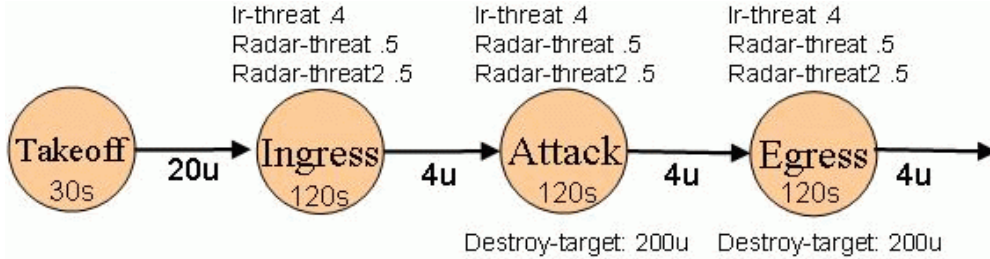 Ir-threat .4
Radar-threat .5
Radar-threat2 .5
Ir-threat .4
Radar-threat .5
Radar-threat2 .5
Ir-threat .4
Radar-threat .5
Radar-threat2 .5
Takeoff
30s
20u
Ingress
120s
4u
Attack
120s
4u
Egress
120s
4u
Destroy-target: 200u
Destroy-target: 200u